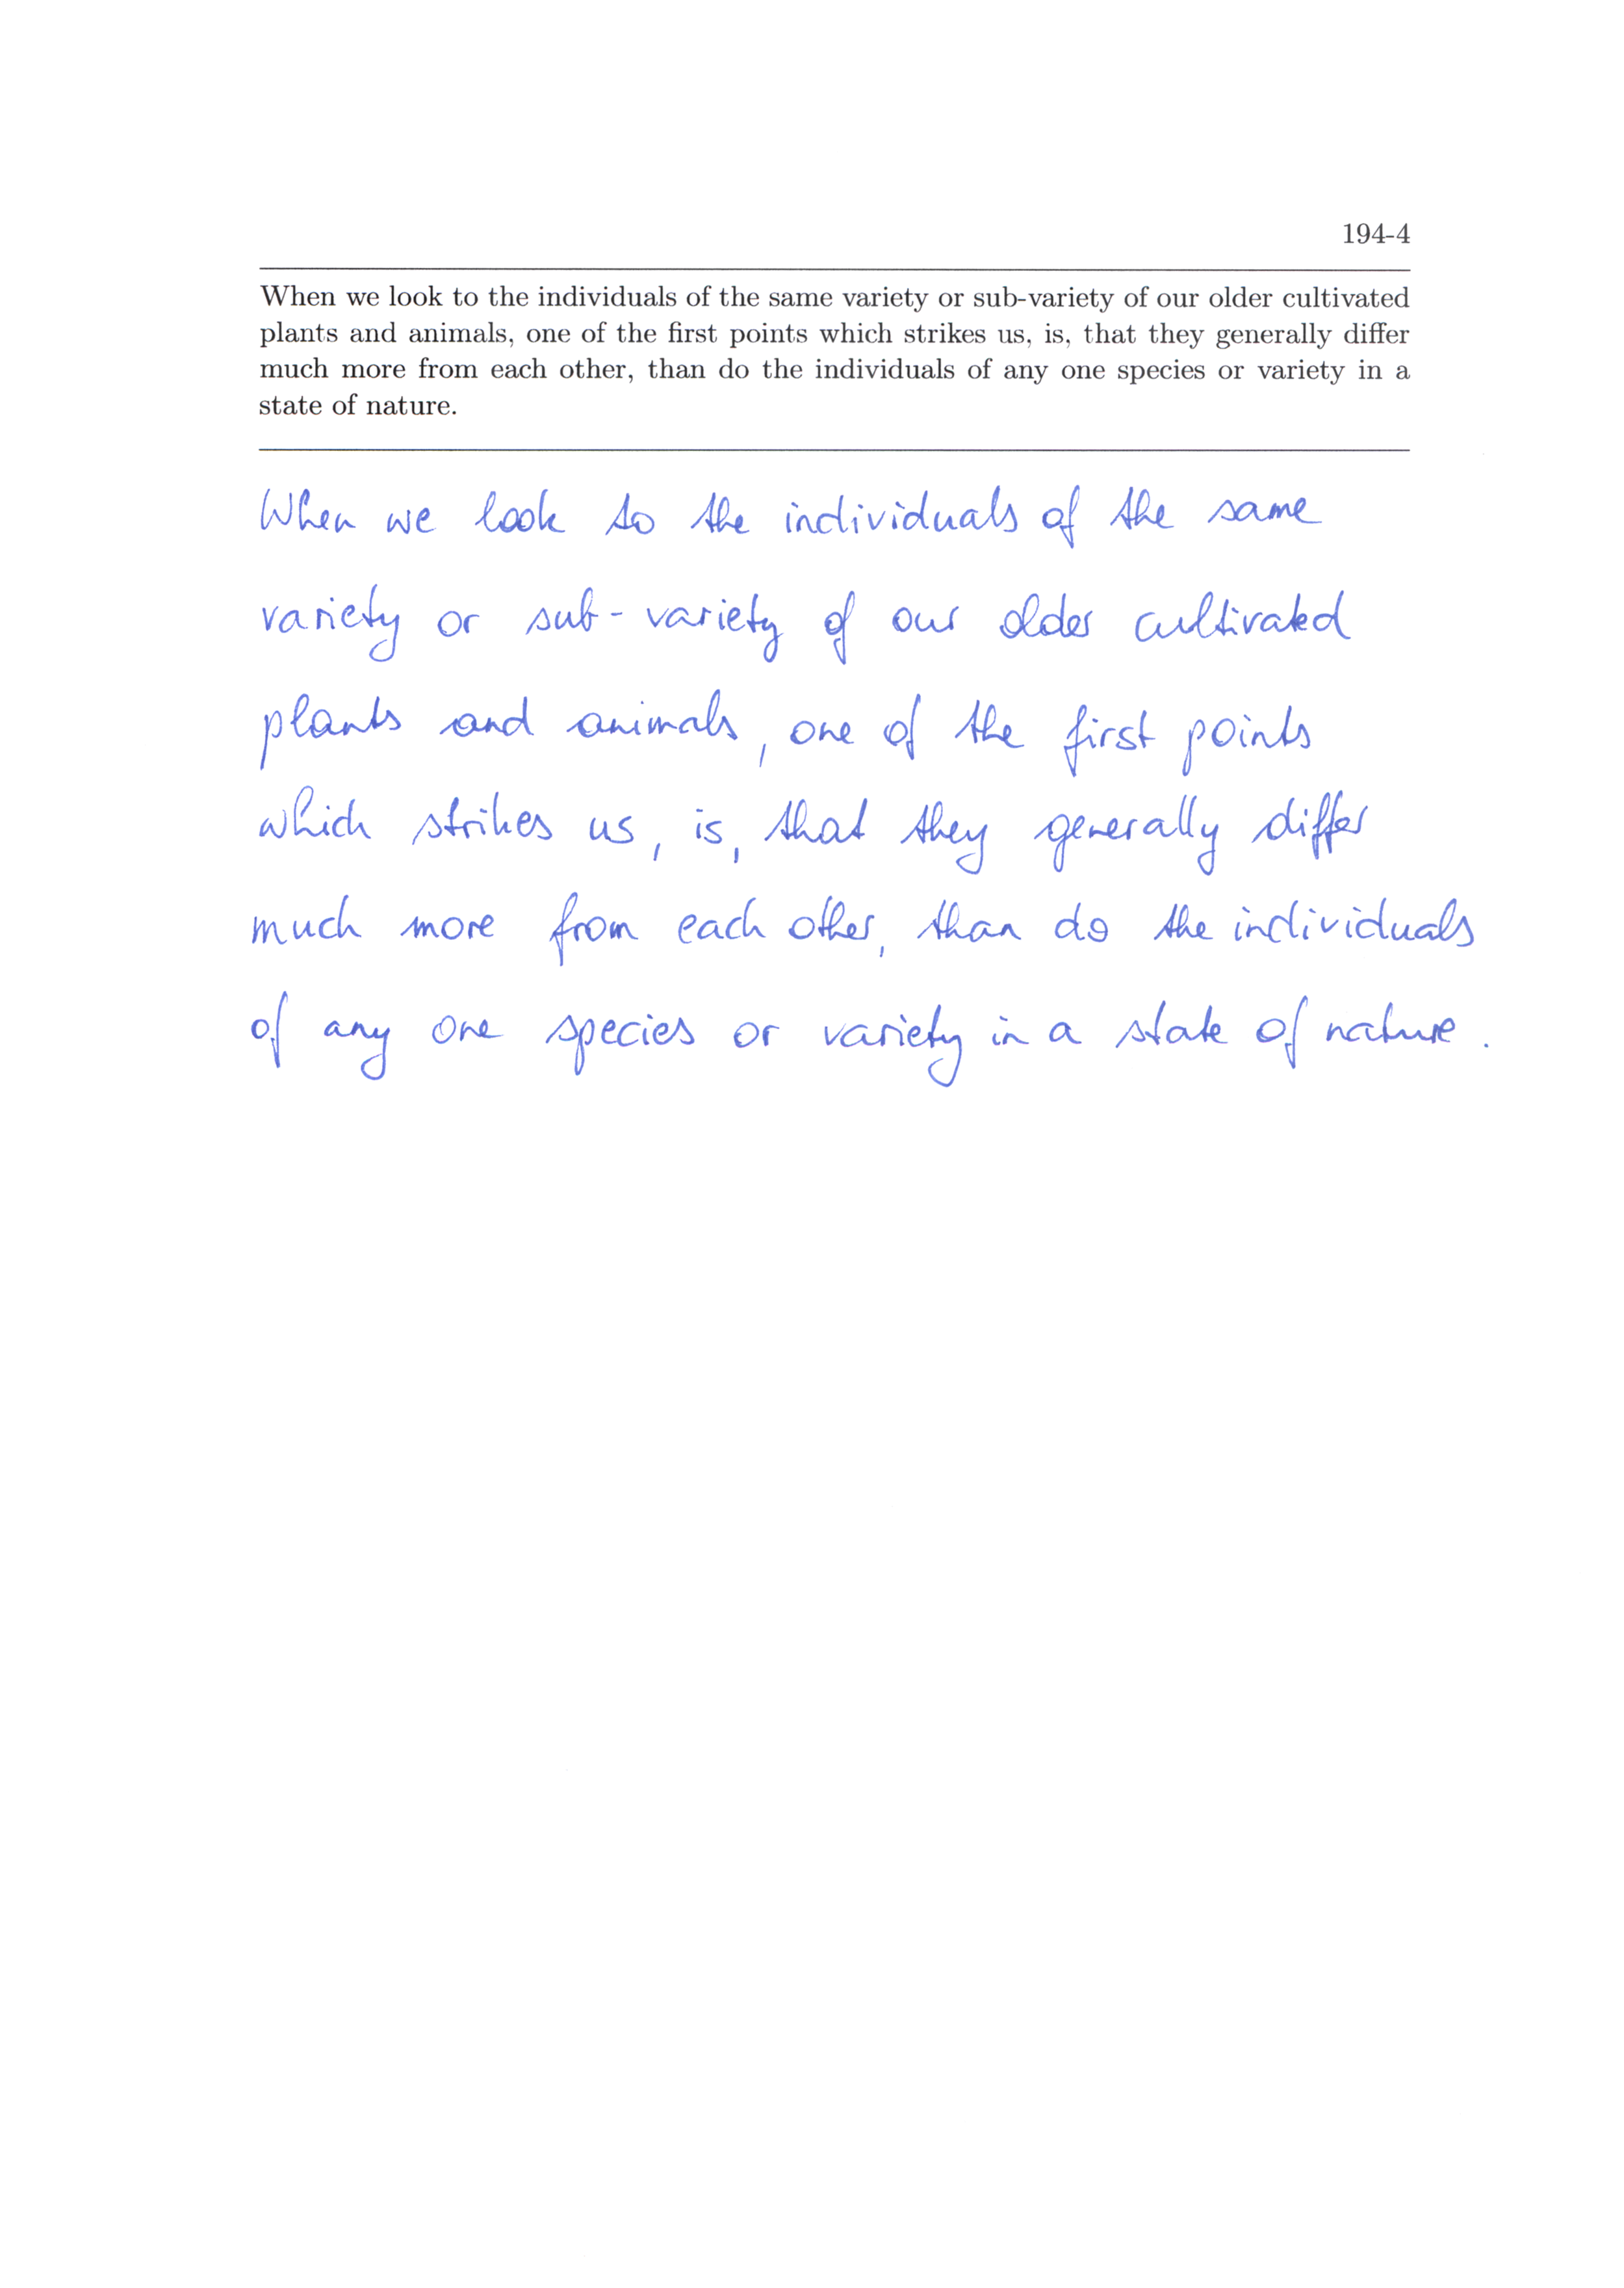 194-4
When we look to the individuals of the same variety or sub-variety of our older cultivated
plants and animals, one of the first points which strikes us, is, that they generally differ
much more from each other, than do the individuals of any one species or variety in a
state of nature.
When we look to the individuals of the same
variety or sub-variety of our older cultivated
plants and animals, one of the first points
which strikes us, is, that they generally differ
much more from each other, than do the individuals
of any one species or variety in a state of nature.